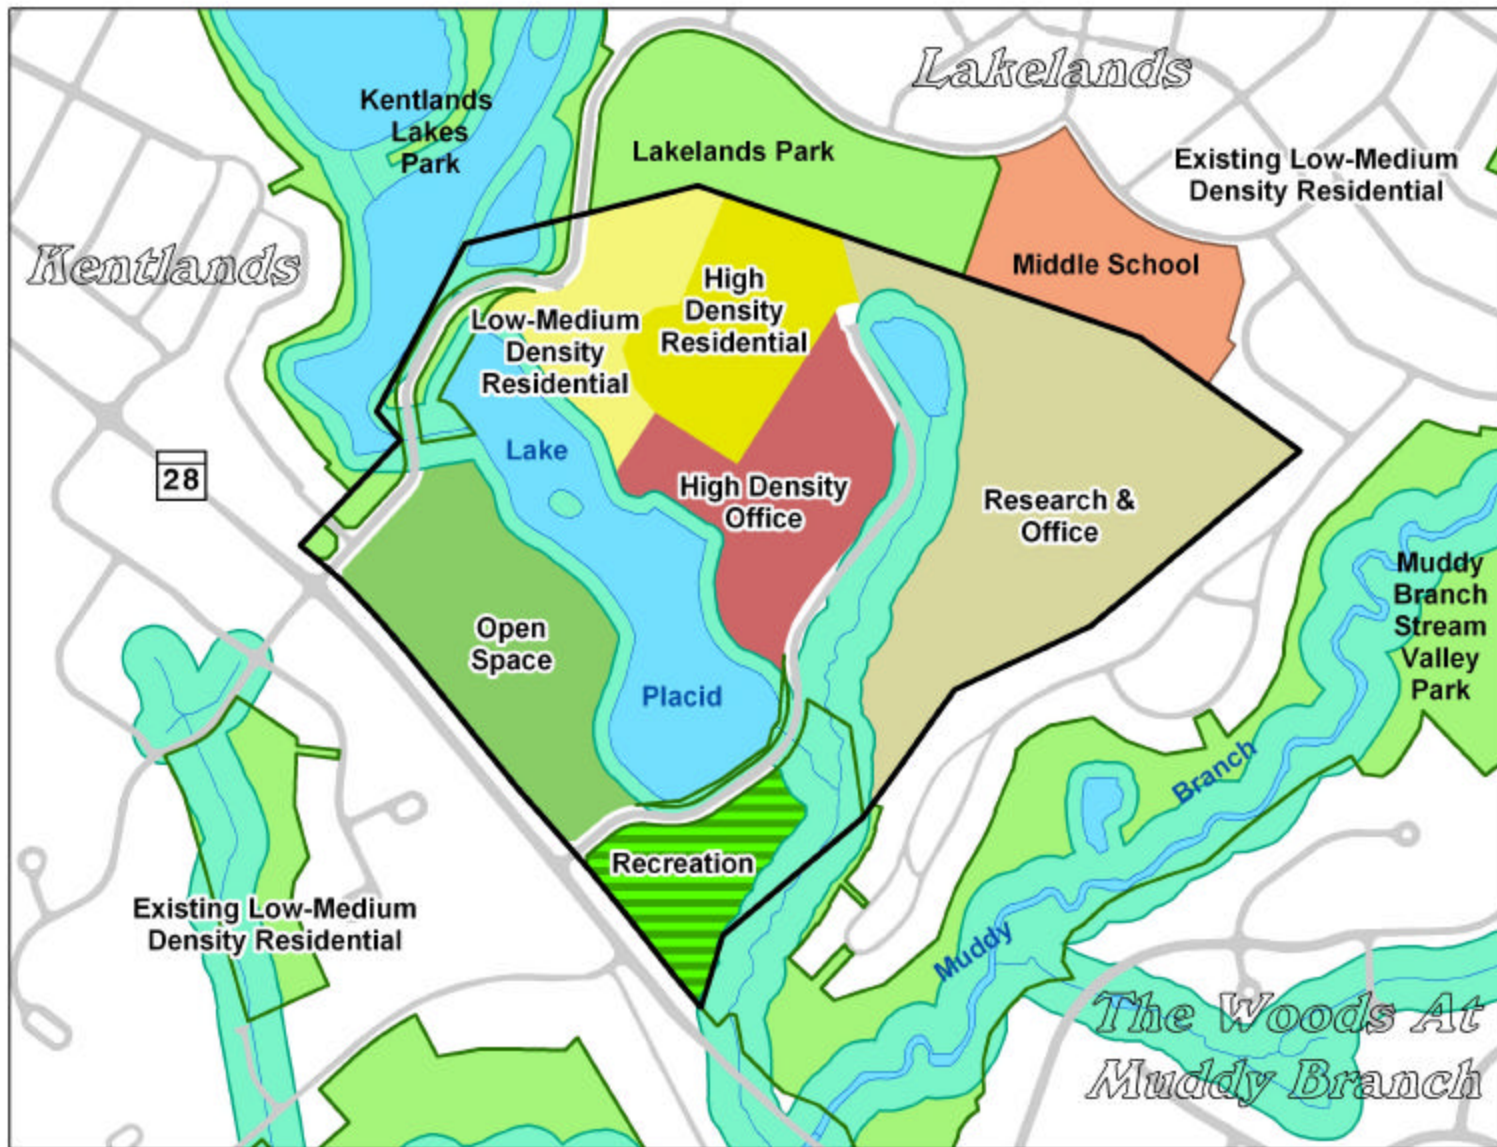 Lakelands
Kentlands
Lakes
Park
Lakelands Park
Existing Low-Medium
Density Residential
Kentlands
Middle School
High
Density
Residential
Low-Medium
Density
Residential
Lake
28
High Density
Office
Research &
Office
Muddy
Branch
Stream
Valley
Park
Open
Space
Placid
Branch
Recreation
Existing Low-Medium
Density Residential
Muddy
The Woods At
Muddy Branch